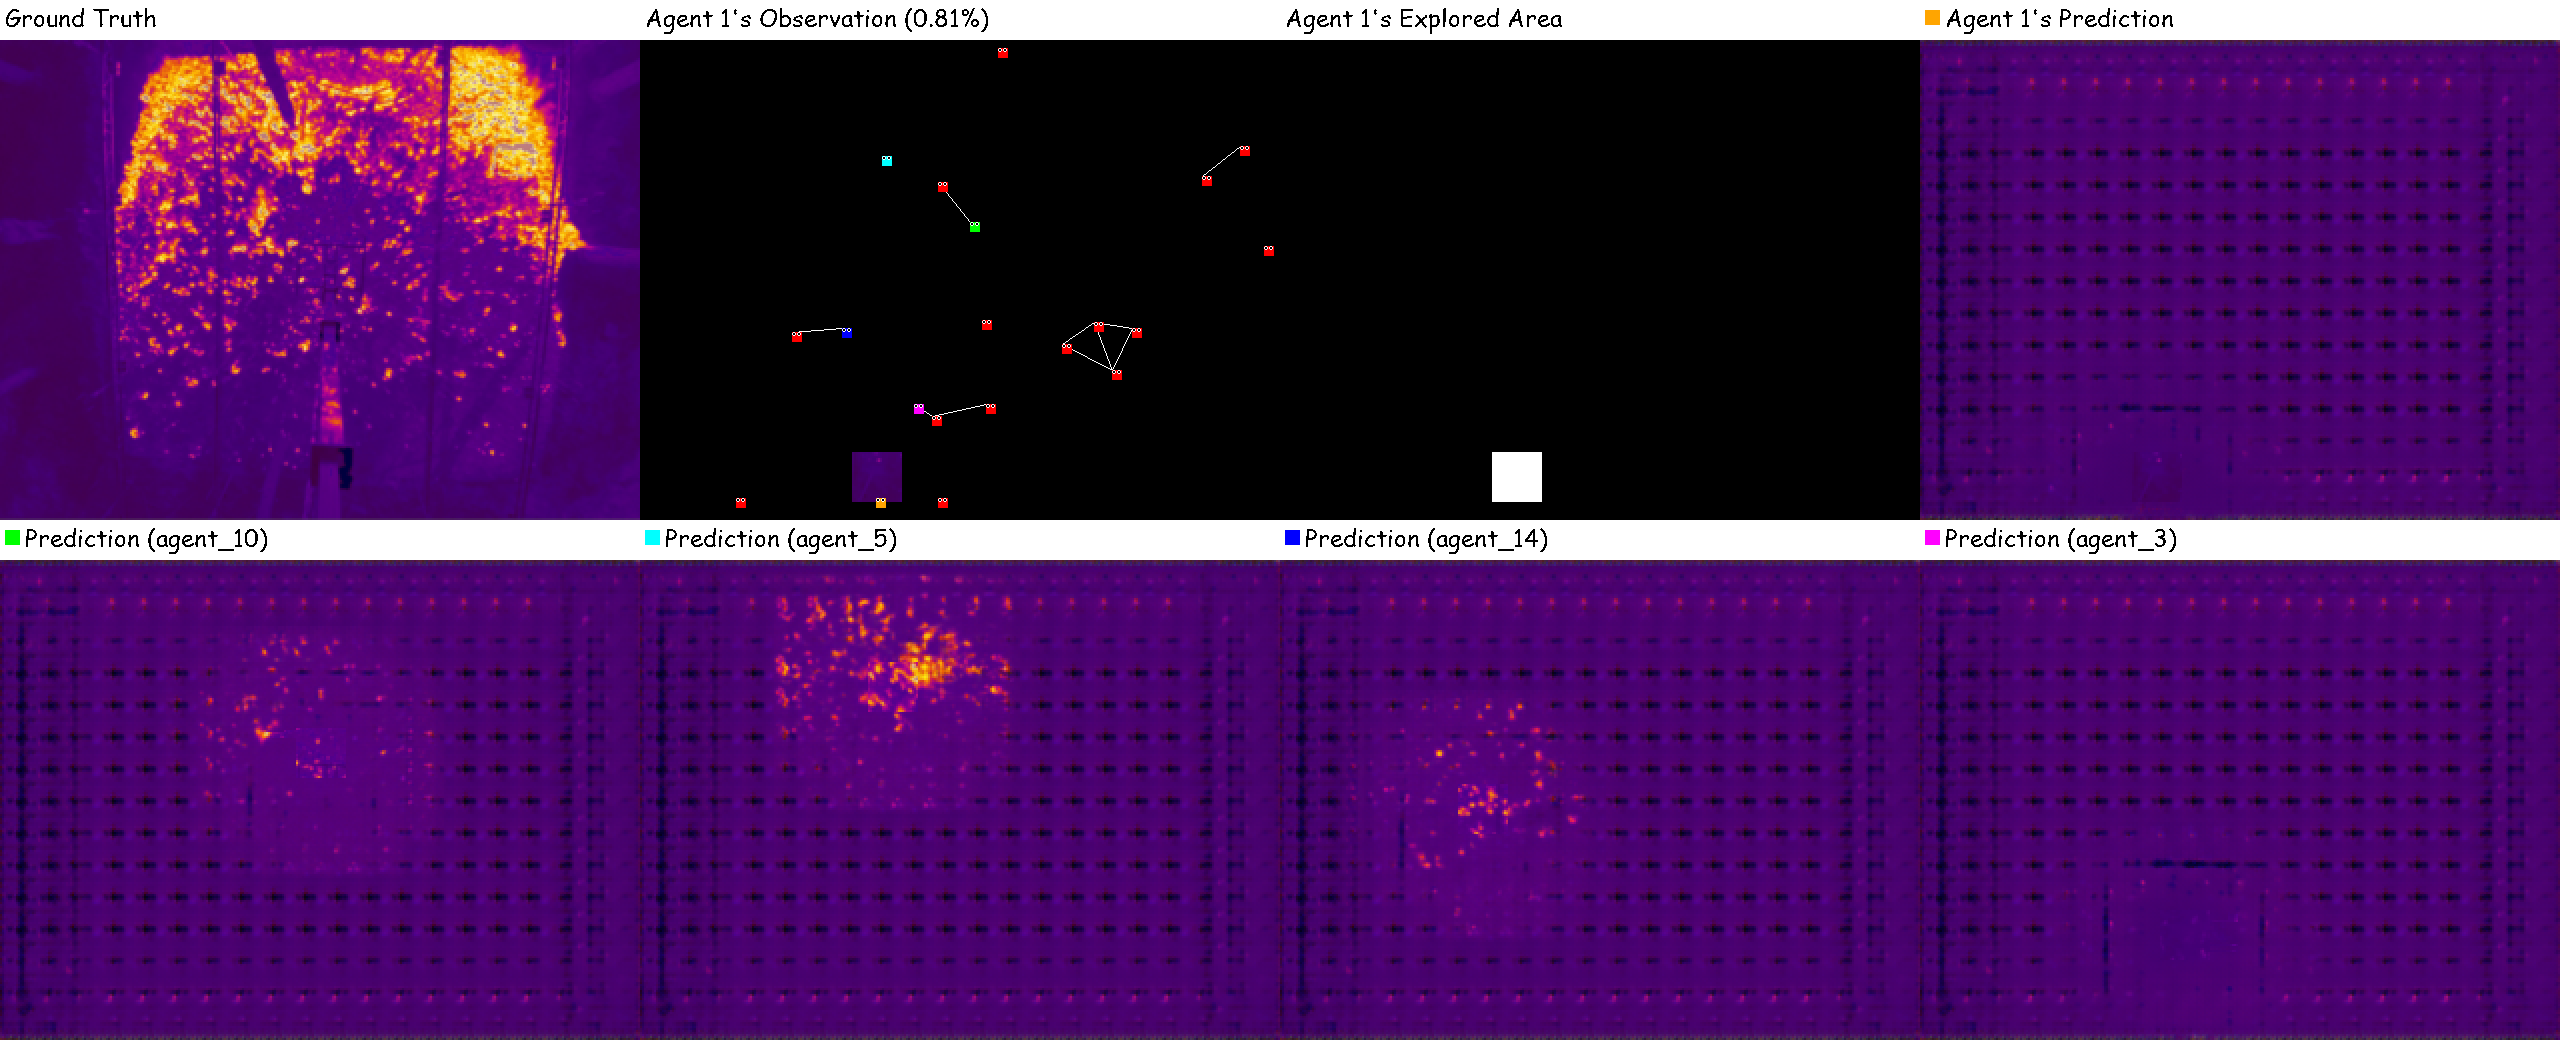 Ground Truth
Agent 1's Observation (0.81%)
Agent 1's Explored Area
Agent 1's Prediction
Prediction (agent_10)
Prediction (agent_5)
Prediction (agent_14)
Prediction (agent_3)